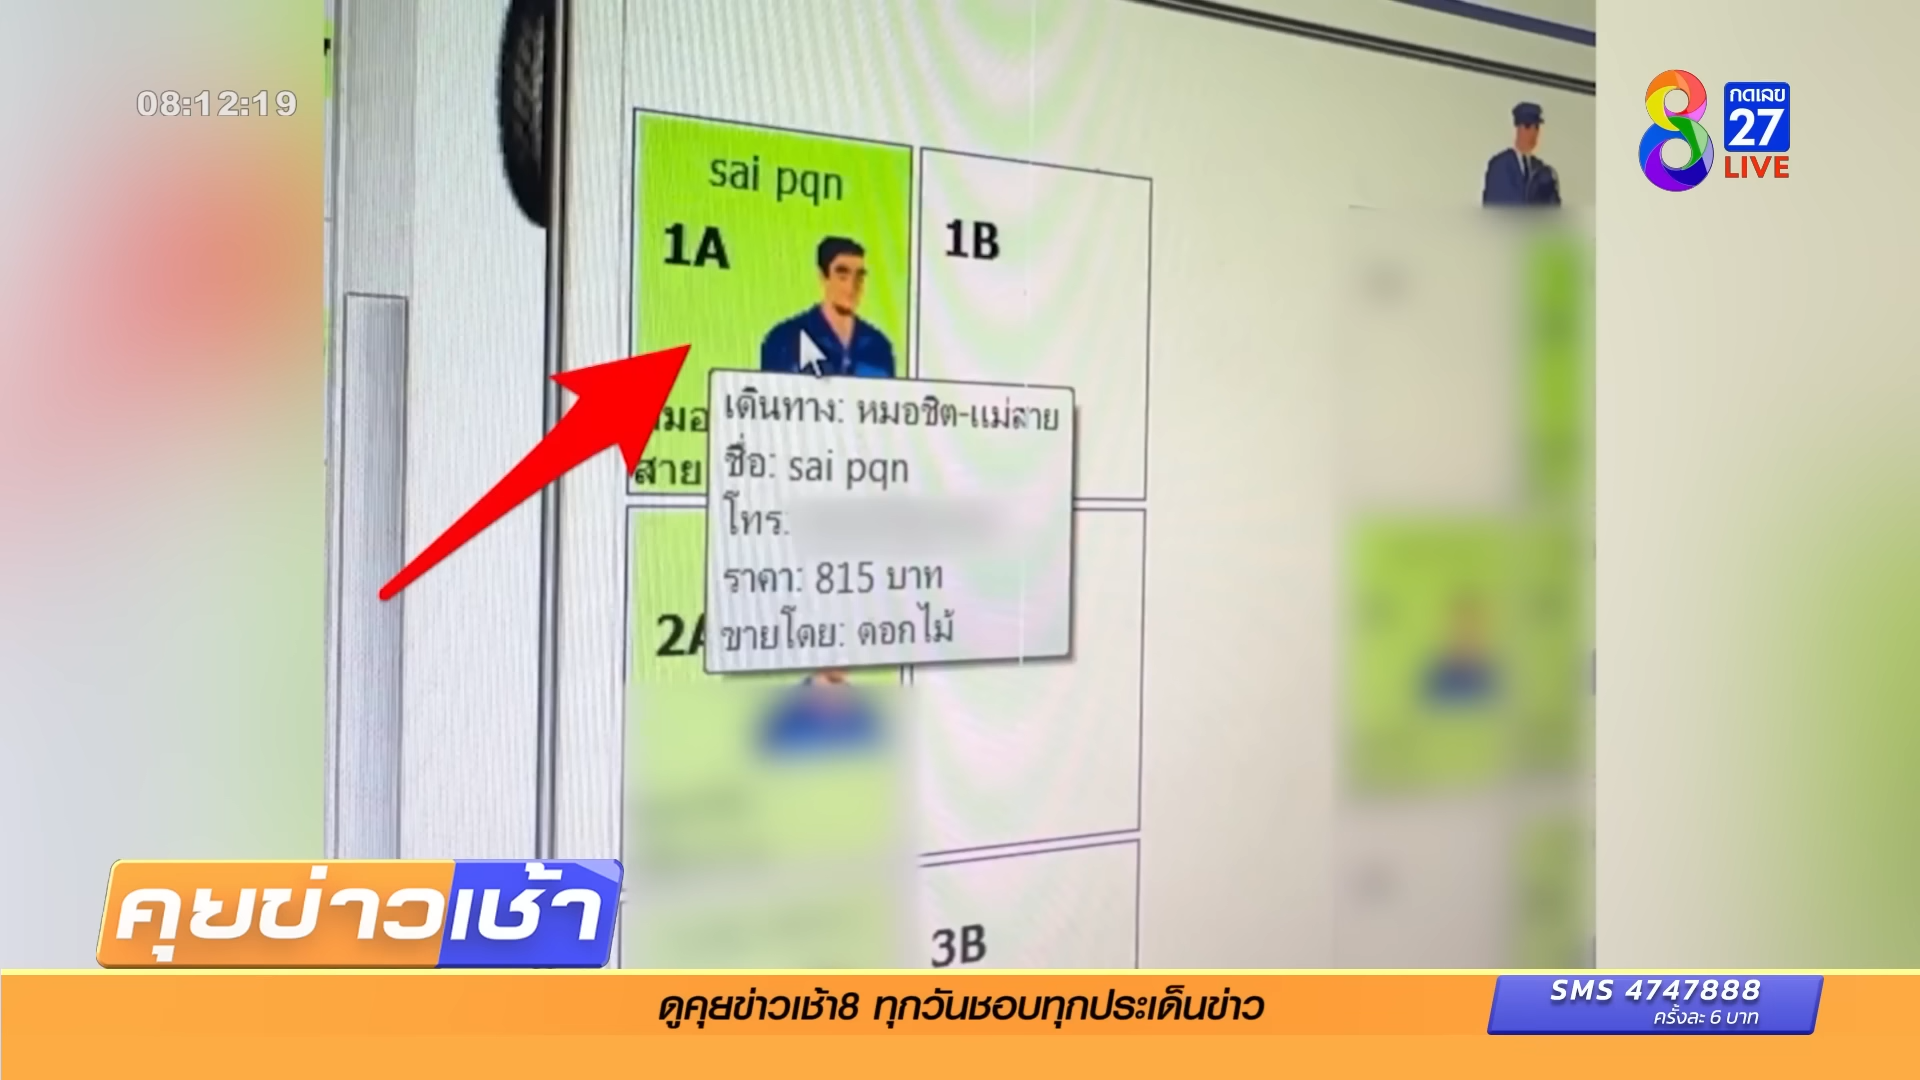 08:12:19
กดเลข
27
LIVE
sai pqn
1A
1B
เดินทาง: หมอชิต-แม่สาย
ชื่อ: sai pqn
โทร:
ราคา: 815 บาท
ขายโดย: ดอกไม้
มอ
สาย
2A
3B
คุยข่าวเช้า
ดูคุยข่าวเช้า8 ทุกวันชอบทุกประเด็นข่าว
SMS 4747888
ครั้งละ 6 บาท